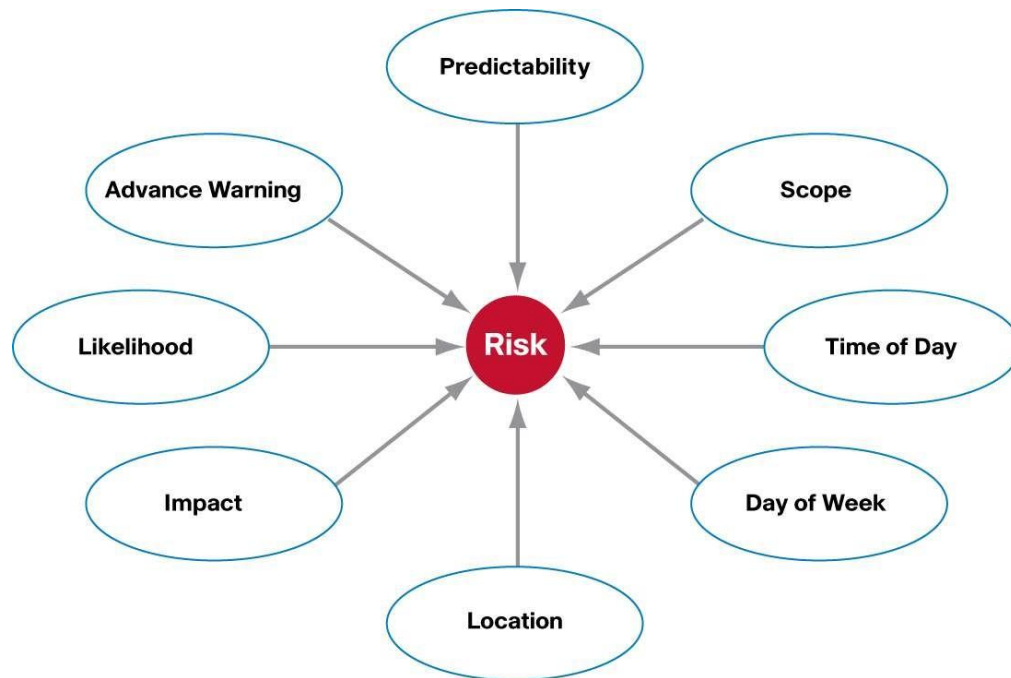 Predictability
Advance Warning
Scope
Likelihood
Risk
Time of Day
Impact
Day of Week
Location